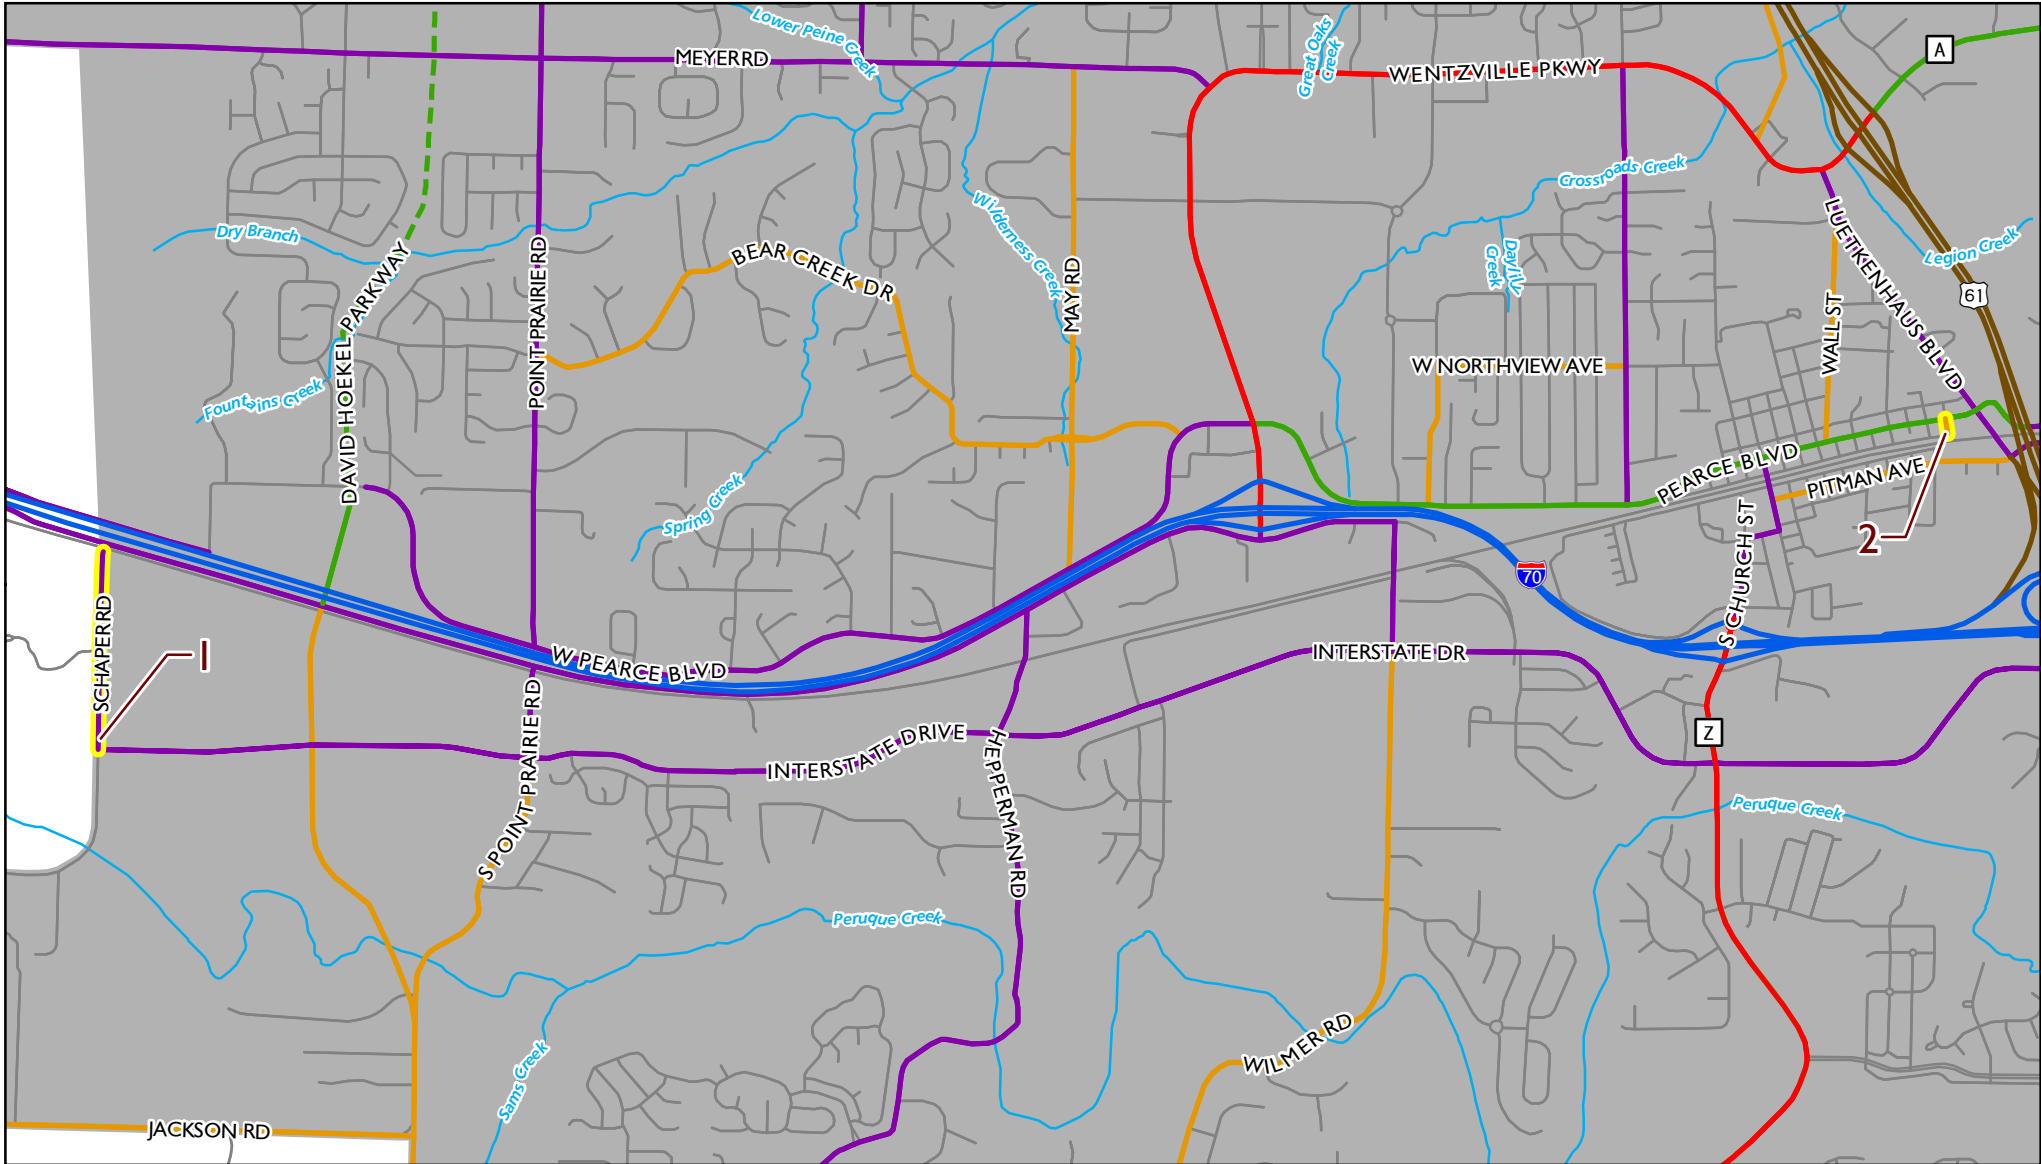 Lower Peine Creek
Great Oaks Creek
A
MEYER RD
WENTZVILLE PKWY
Crossroads Creek
Dry Branch
Wilderness Creek
LUETKENHAUS BLVD
Legion Creek
DAVID HOEKEL PARKWAY
POINT PRAIRIE RD
BEAR CREEK DR
MAY RD
Daylily Creek
61
WALL ST
W NORTHVIEW AVE
Fountains Creek
PEARCE BLVD
PITMAN AVE
Spring Creek
2
S CHURCH ST
70
SCHAPER RD
1
W PEARCE BLVD
INTERSTATE DR
S POINT PRAIRIE RD
INTERSTATE DRIVE
HEPPERMAN RD
Z
Peruque Creek
Peruque Creek
WILMER RD
Sams Creek
JACKSON RD